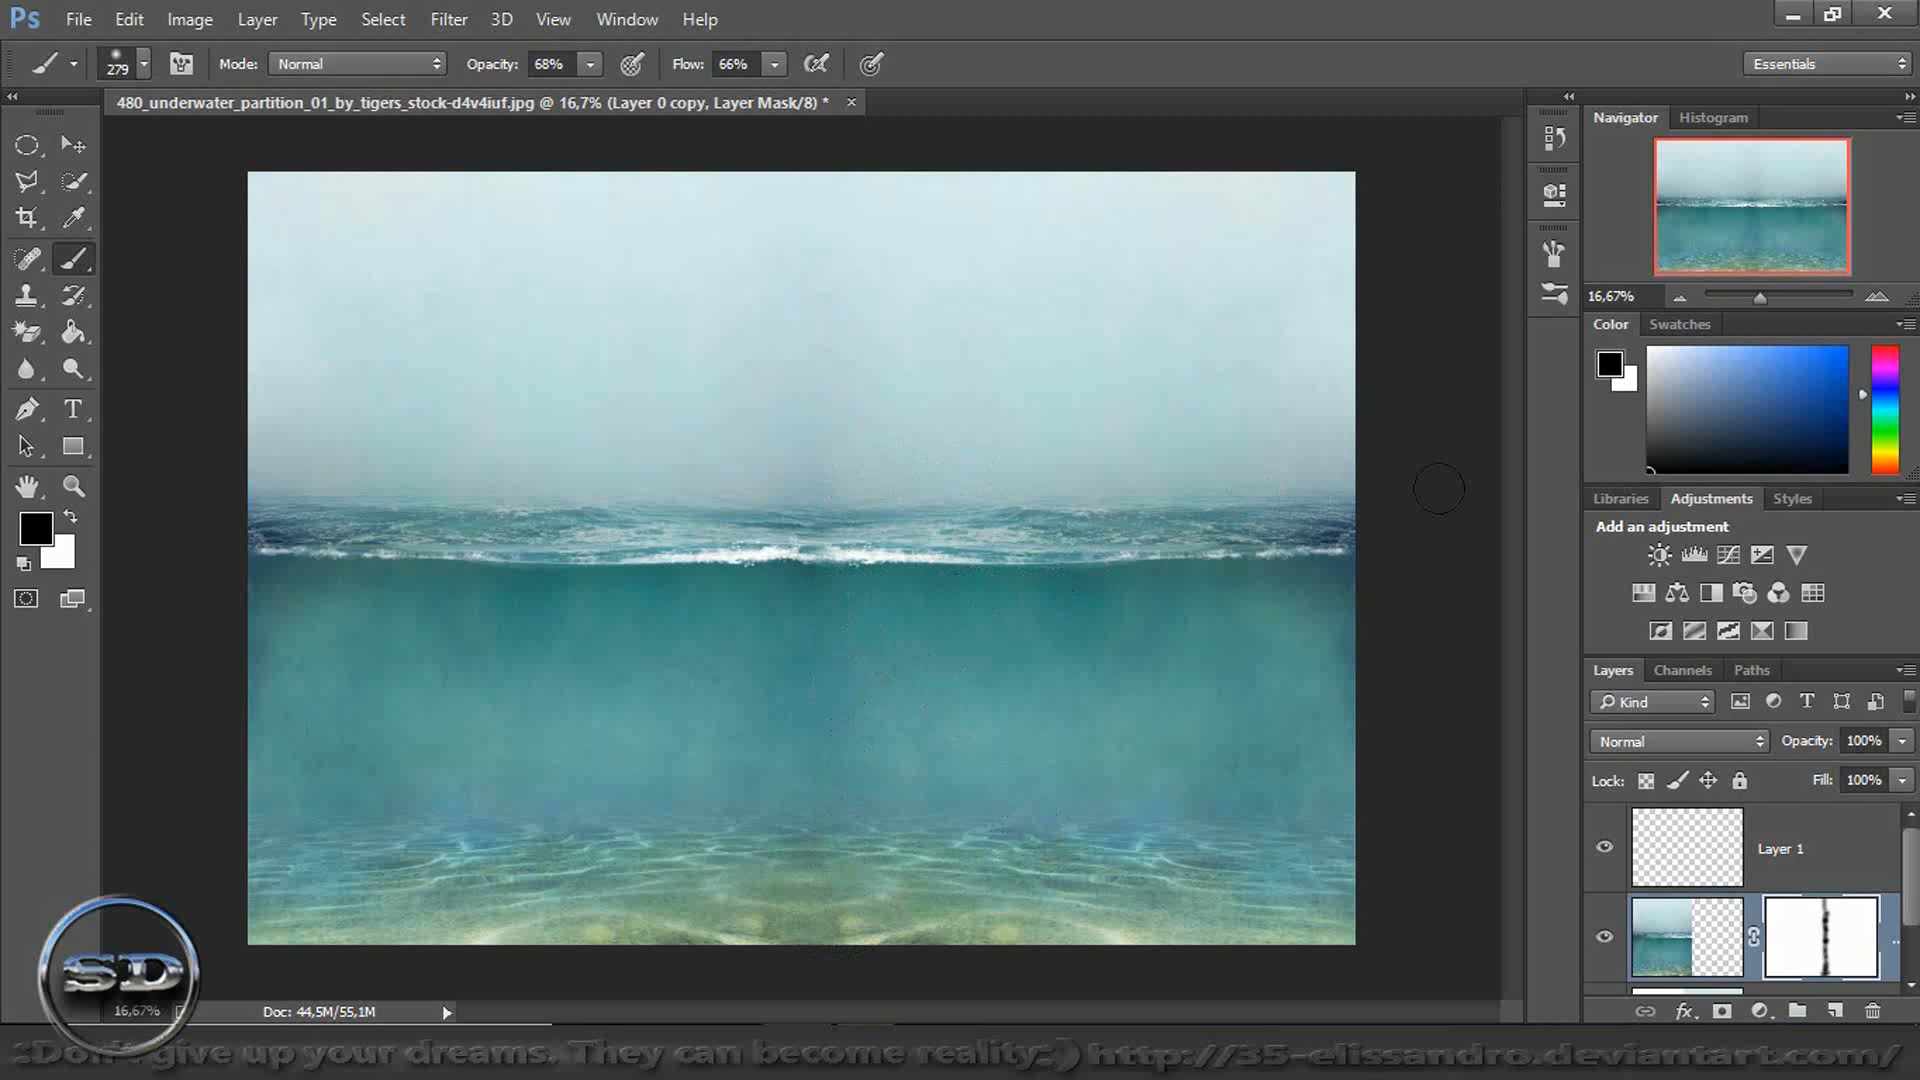 Ps File Edit Image Layer Type Select Filter 3D View Window Help
279 Mode: Normal Opacity: 68% Flow: 66% Essentials
480_underwater_partition_01_by_tigers_stock-d4v4iuf.jpg @ 16,7% (Layer 0 copy, Layer Mask/8) *
Navigator Histogram
16,67%
Color Swatches
Libraries Adjustments Styles
Add an adjustment
Layers Channels Paths
Kind
Normal Opacity: 100%
Lock: Fill: 100%
Layer 1
SD
16,67% Doc: 44,5M/55,1M
:Don't give up your dreams. They can become reality:) http://35-elissandro.deviantart.com/